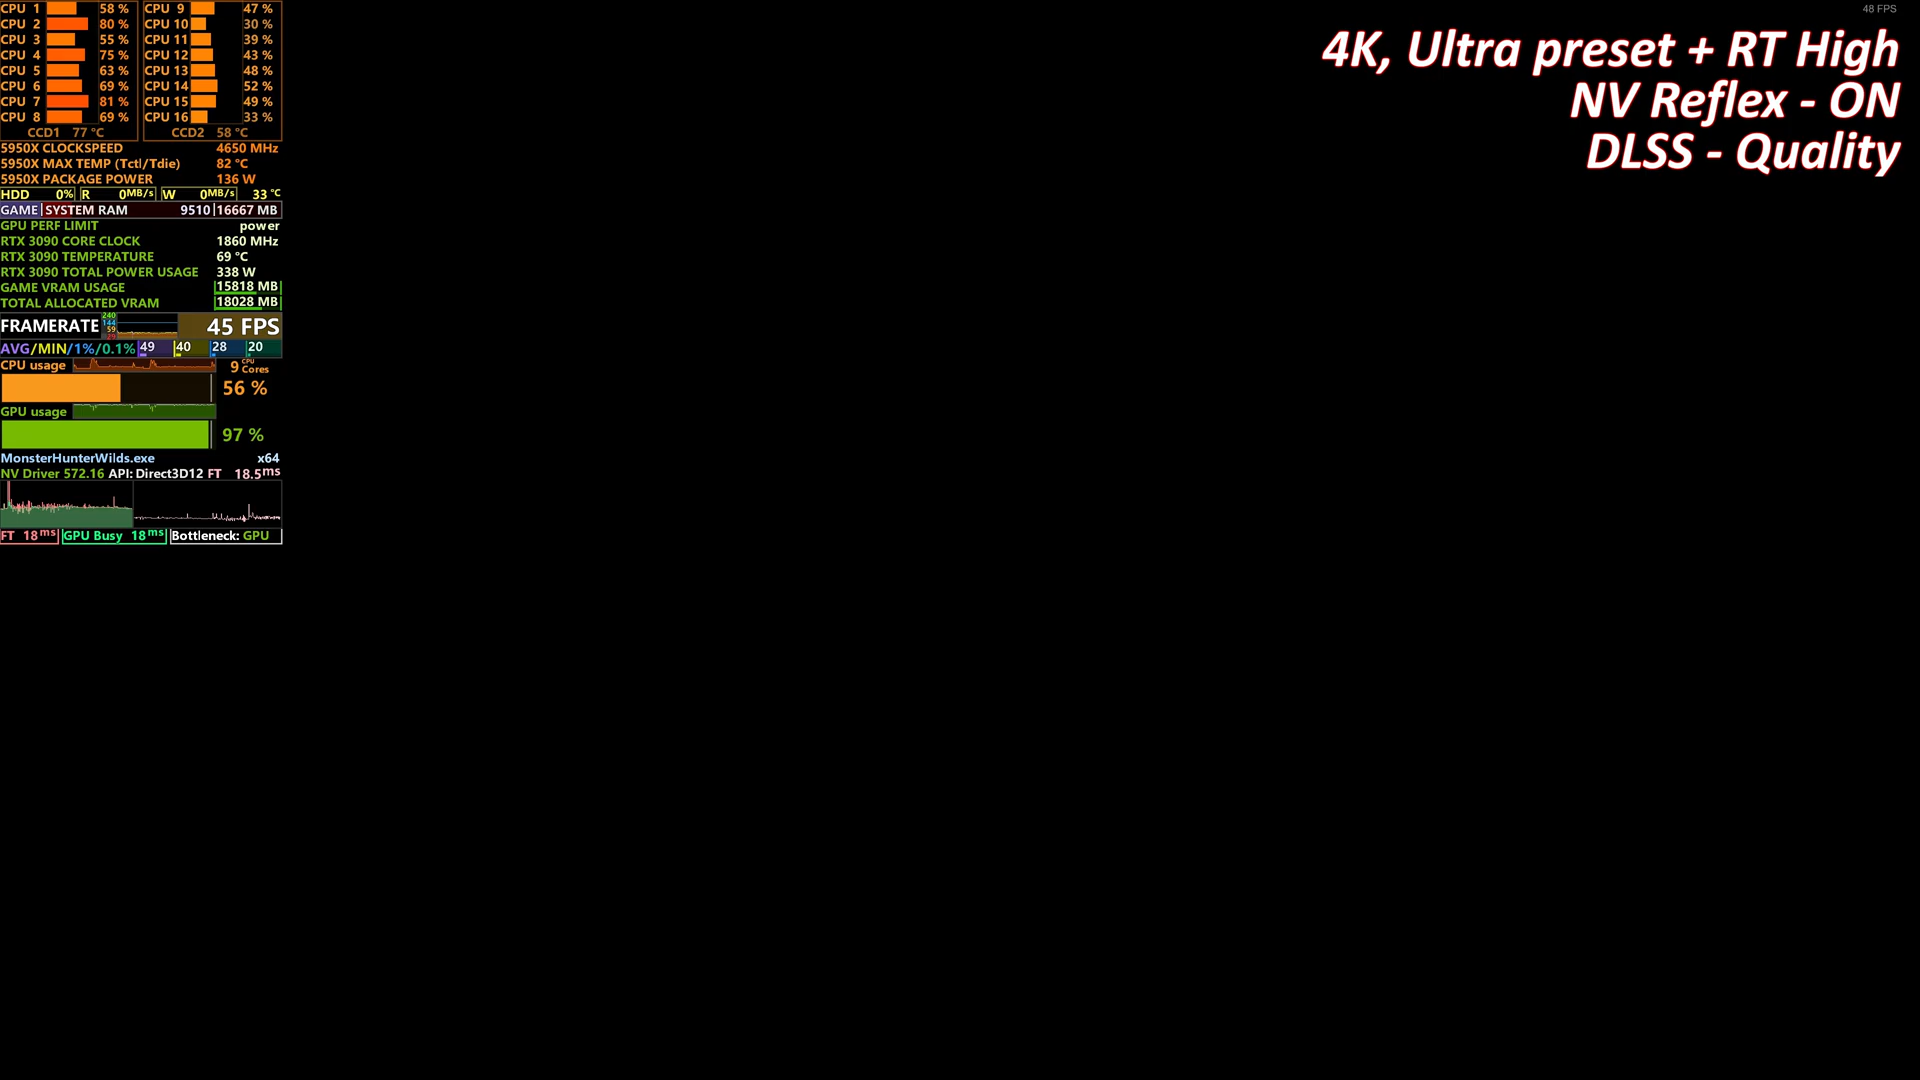 48 FPS
4K, Ultra preset + RT High
NV Reflex - ON
DLSS - Quality
CPU 1 58 % CPU 9 47 %
CPU 2 80 % CPU 10 30 %
CPU 3 55 % CPU 11 39 %
CPU 4 75 % CPU 12 43 %
CPU 5 63 % CPU 13 48 %
CPU 6 69 % CPU 14 52 %
CPU 7 81 % CPU 15 49 %
CPU 8 69 % CPU 16 33 %
CCD1 77 °C CCD2 58 °C
5950X CLOCKSPEED 4650 MHz
5950X MAX TEMP (Tctl/Tdie) 82 °C
5950X PACKAGE POWER 136 W
HDD 0% R 0MB/s W 0MB/s 33 °C
GAME|SYSTEM RAM 9510|16667 MB
GPU PERF LIMIT power
RTX 3090 CORE CLOCK 1860 MHz
RTX 3090 TEMPERATURE 69 °C
RTX 3090 TOTAL POWER USAGE 338 W
GAME VRAM USAGE 15818 MB
TOTAL ALLOCATED VRAM 18028 MB
FRAMERATE 240 144 59 45 FPS
AVG/MIN/1%/0.1% 49 40 28 20
CPU usage 9 CPU Cores
56 %
GPU usage
97 %
MonsterHunterWilds.exe x64
NV Driver 572.16 API: Direct3D12 FT 18.5ms
FT 18ms GPU Busy 18ms Bottleneck: GPU